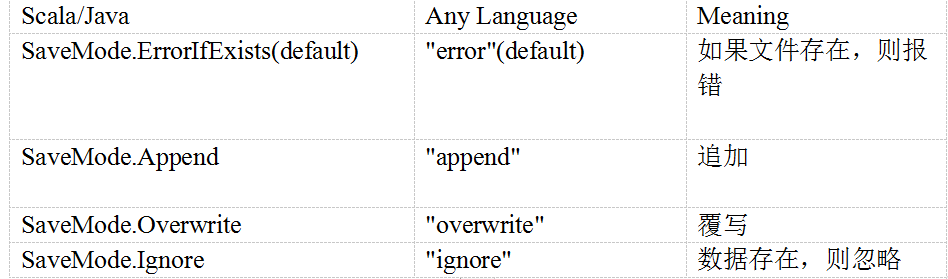 Scala/Java Any Language Meaning
SaveMode.ErrorIfExists(default) "error"(default) 如果文件存在，则报
错
SaveMode.Append "append" 追加
SaveMode.Overwrite "overwrite" 覆写
SaveMode.Ignore "ignore" 数据存在，则忽略